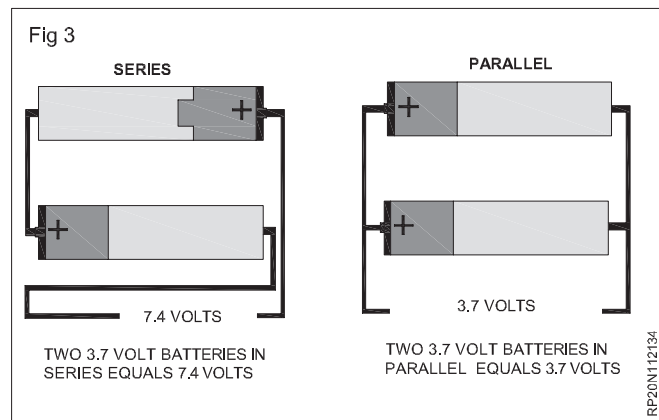 Fig 3
SERIES
+
+
7.4 VOLTS
TWO 3.7 VOLT BATTERIES IN
SERIES EQUALS 7.4 VOLTS
PARALLEL
+
+
3.7 VOLTS
TWO 3.7 VOLT BATTERIES IN
PARALLEL EQUALS 3.7 VOLTS
RP20N112134